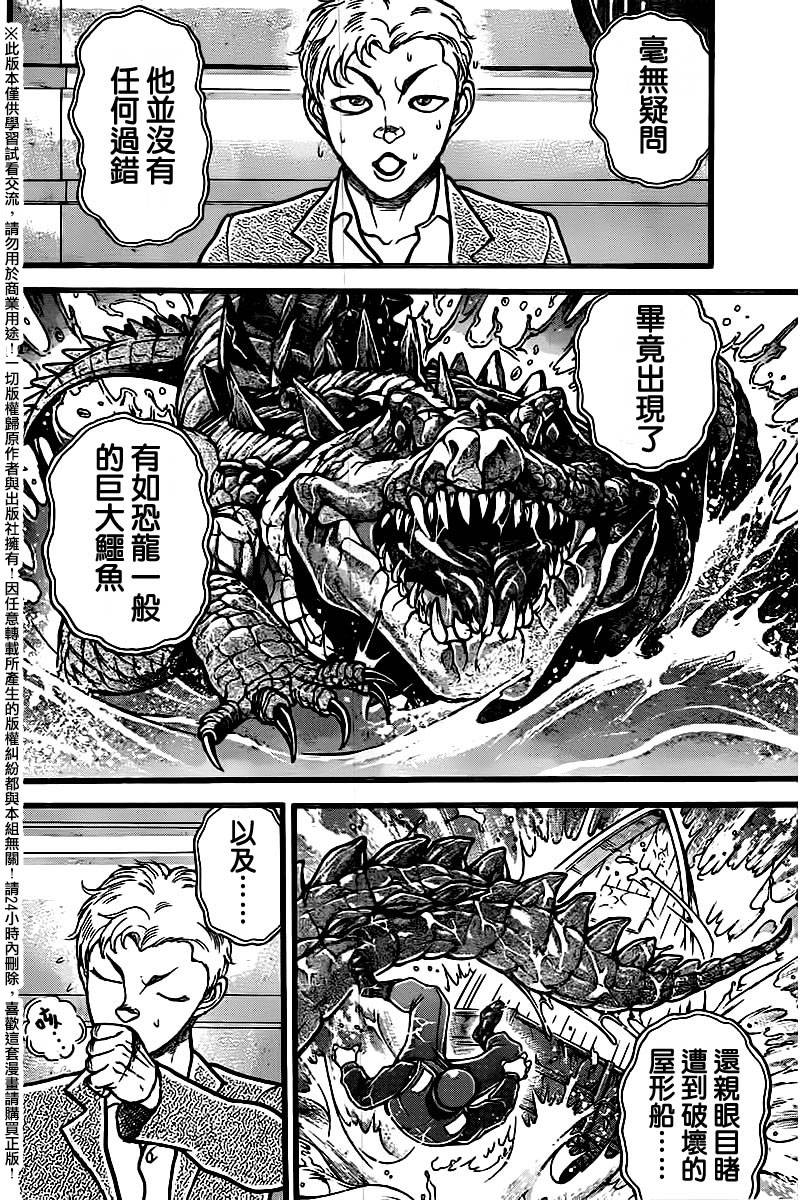 毫無疑問
他並沒有
任何過錯
畢竟出現了
有如恐龍一般
的巨大鱷魚
還親眼目睹
遭到破壞的
屋形船……
以及……
咳…
※此版本僅供學習試看交流，請勿用於商業用途！一切版權歸原作者與出版社擁有！因任意轉載所產生的版權糾紛都與本組無關！請24小時內刪除，喜歡這套漫畫請購買正版！